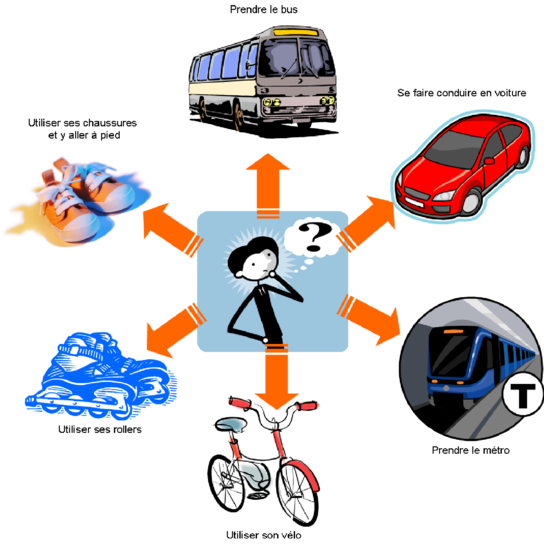 Prendre le bus
Se faire conduire en voiture
Utiliser ses chaussures
et y aller à pied
?
T
Utiliser ses rollers
Prendre le métro
Utiliser son vélo